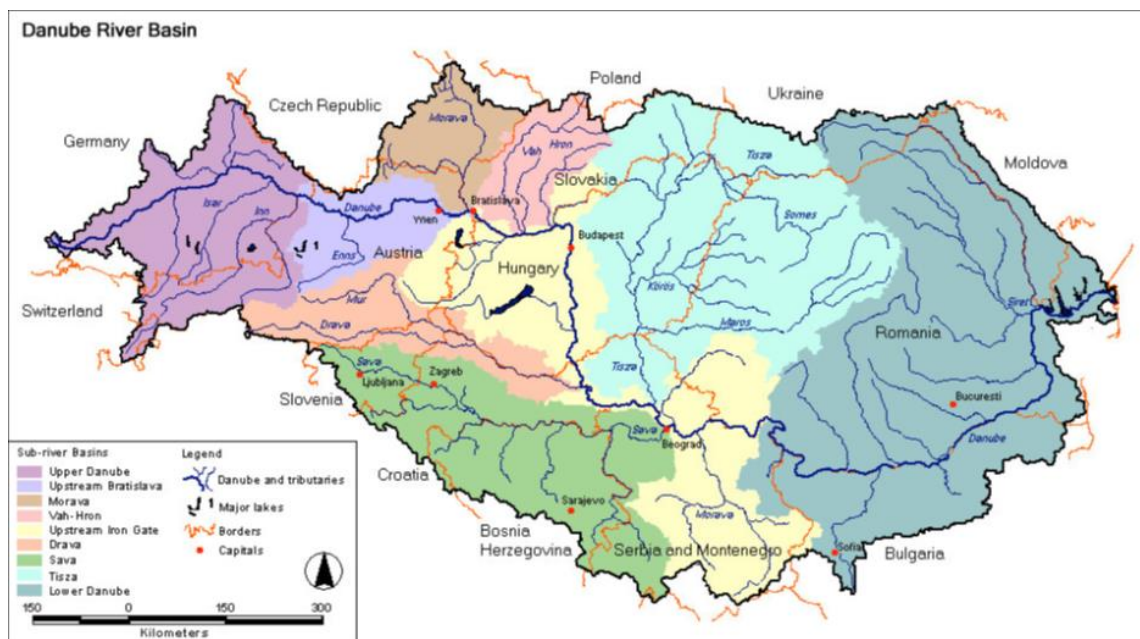 Danube River Basin
Poland
Ukraine
Czech Republic
Germany
Moldova
Morava
Vah
Hron
Tisza
Slovakia
Isar
Inn
Danube
Wien
Bratislava
Somes
Enns
Austria
Budapest
Hungary
Switzerland
Mur
Körös
Siret
Drava
Maros
Romania
Tisza
Sava
Ljubljana
Zagreb
Bucuresti
Slovenia
Sava
Beograd
Danube
Croatia
Sarajevo
Morava
Bosnia
Herzegovina
Serbia and Montenegro
Sofia
Bulgaria
Sub-river Basins
Upper Danube
Upstream Bratislava
Morava
Vah-Hron
Upstream Iron Gate
Drava
Sava
Tisza
Lower Danube
Legend
Danube and tributaries
Major lakes
Borders
Capitals
150 0 150 300
Kilometers